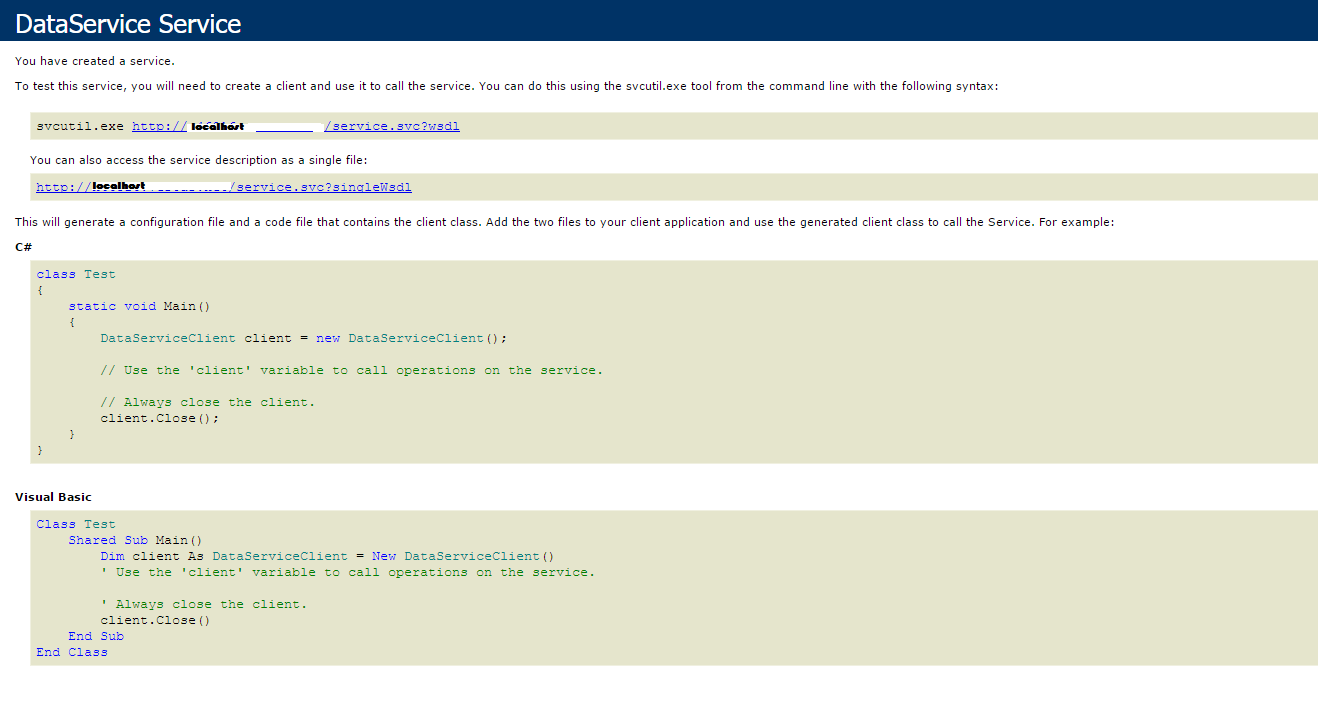 DataService Service
You have created a service.
To test this service, you will need to create a client and use it to call the service. You can do this using the svcutil.exe tool from the command line with the following syntax:
svcutil.exe http://localhost /service.svc?wsdl
You can also access the service description as a single file:
http://localhost /service.svc?singleWsdl
This will generate a configuration file and a code file that contains the client class. Add the two files to your client application and use the generated client class to call the Service. For example:
C#
class Test
{
    static void Main()
    {
        DataServiceClient client = new DataServiceClient();
        // Use the 'client' variable to call operations on the service.
        // Always close the client.
        client.Close();
    }
}
Visual Basic
Class Test
    Shared Sub Main()
        Dim client As DataServiceClient = New DataServiceClient()
        ' Use the 'client' variable to call operations on the service.
        ' Always close the client.
        client.Close()
    End Sub
End Class